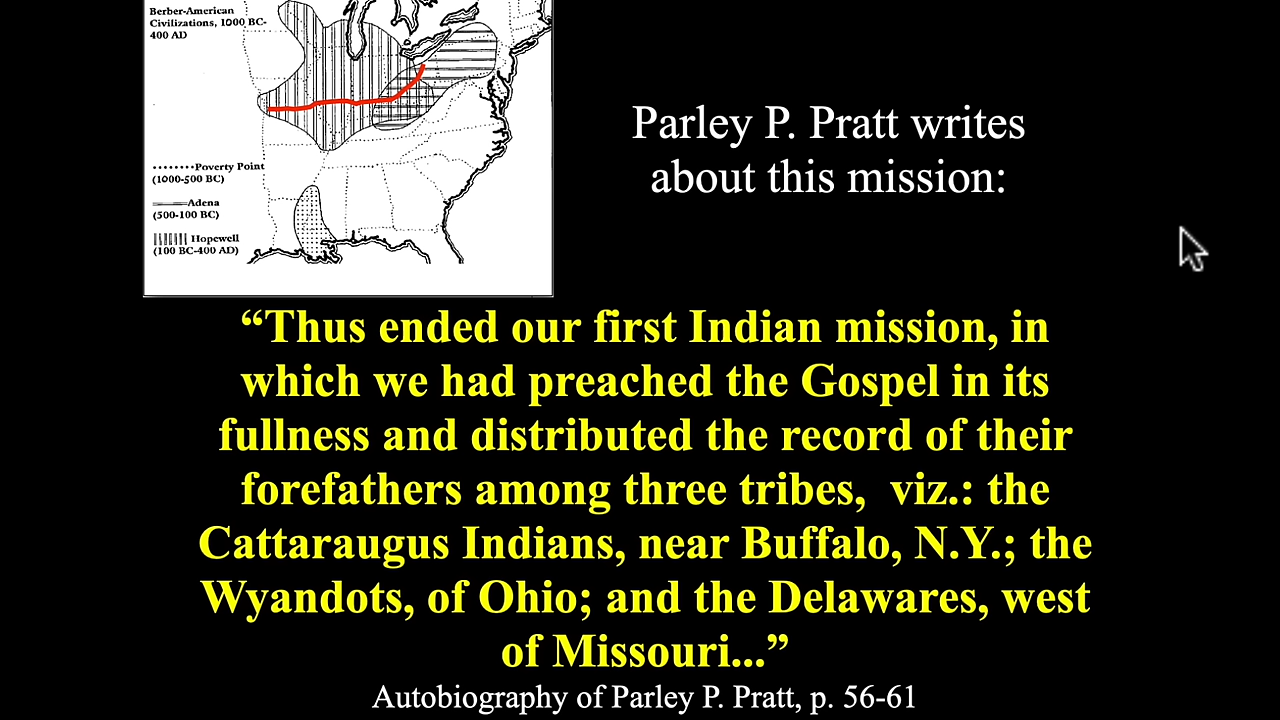 Berber-American
Civilizations, 1000 BC-
400 AD
Poverty Point
(1000-500 BC)
Adena
(500-100 BC)
Hopewell
(100 BC-400 AD)
Parley P. Pratt writes
about this mission:
“Thus ended our first Indian mission, in
which we had preached the Gospel in its
fullness and distributed the record of their
forefathers among three tribes,  viz.: the
Cattaraugus Indians, near Buffalo, N.Y.; the
Wyandots, of Ohio; and the Delawares, west
of Missouri...”
Autobiography of Parley P. Pratt, p. 56-61